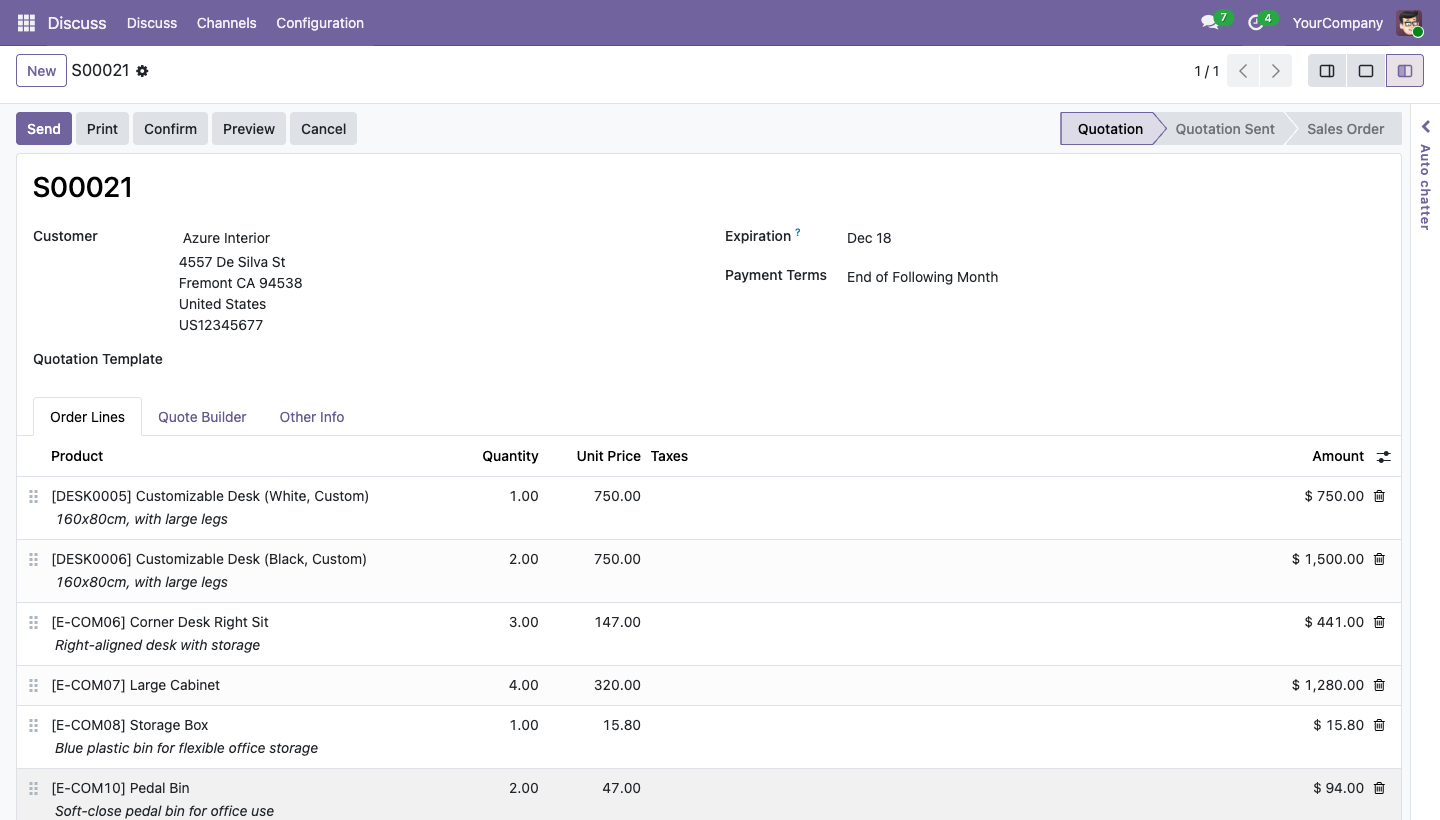 Discuss Discuss Channels Configuration 7 4 YourCompany
New S00021 1 / 1
Send Print Confirm Preview Cancel Quotation Quotation Sent Sales Order
Auto chatter
S00021
Customer Azure Interior Expiration ? Dec 18
4557 De Silva St
Fremont CA 94538
United States
US12345677
Payment Terms End of Following Month
Quotation Template
Order Lines Quote Builder Other Info
Product Quantity Unit Price Taxes Amount
[DESK0005] Customizable Desk (White, Custom) 1.00 750.00 $ 750.00
160x80cm, with large legs
[DESK0006] Customizable Desk (Black, Custom) 2.00 750.00 $ 1,500.00
160x80cm, with large legs
[E-COM06] Corner Desk Right Sit 3.00 147.00 $ 441.00
Right-aligned desk with storage
[E-COM07] Large Cabinet 4.00 320.00 $ 1,280.00
[E-COM08] Storage Box 1.00 15.80 $ 15.80
Blue plastic bin for flexible office storage
[E-COM10] Pedal Bin 2.00 47.00 $ 94.00
Soft-close pedal bin for office use